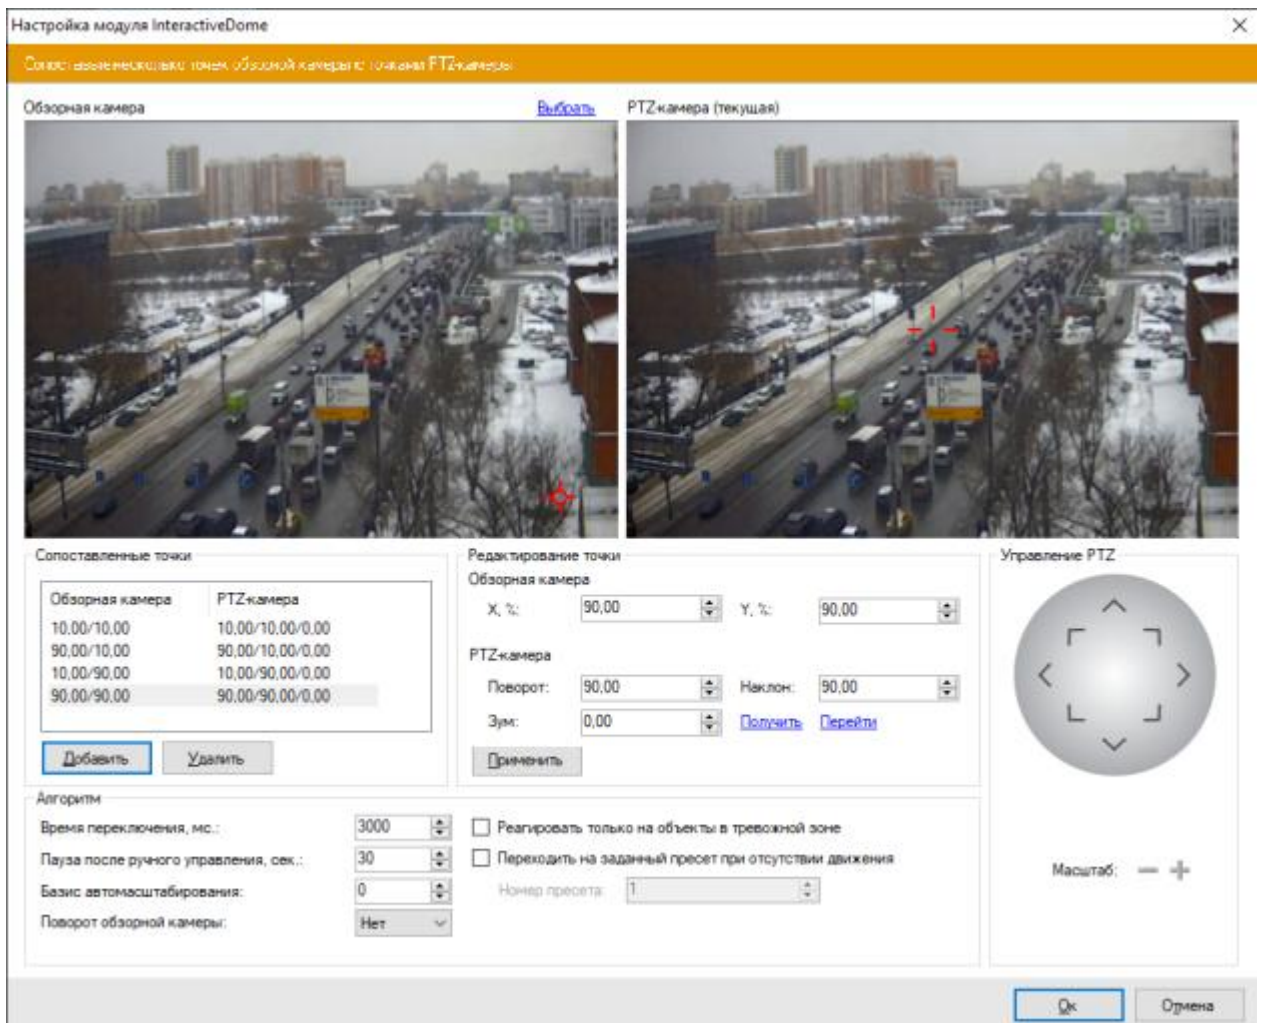 Настройка модуля InteractiveDome
Сопоставьте несколько точек обзорной камеры с точками PTZ-камеры
Обзорная камера Выбрать PTZ-камера (текущая)
Сопоставленные точки
Обзорная камера PTZ-камера
10,00/10,00 10,00/10,00/0,00
90,00/10,00 90,00/10,00/0,00
10,00/90,00 10,00/90,00/0,00
90,00/90,00 90,00/90,00/0,00
Добавить Удалить
Редактирование точки
Обзорная камера
X, %: 90,00 Y, %: 90,00
PTZ-камера
Поворот: 90,00 Наклон: 90,00
Зум: 0,00 Получить Перейти
Применить
Управление PTZ
Масштаб:
Алгоритм
Время переключения, мс.: 3000
Пауза после ручного управления, сек.: 30
Базис автомасштабирования: 0
Поворот обзорной камеры: Нет
Реагировать только на объекты в тревожной зоне
Переходить на заданный пресет при отсутствии движения
Номер пресета: 1
Ок Отмена